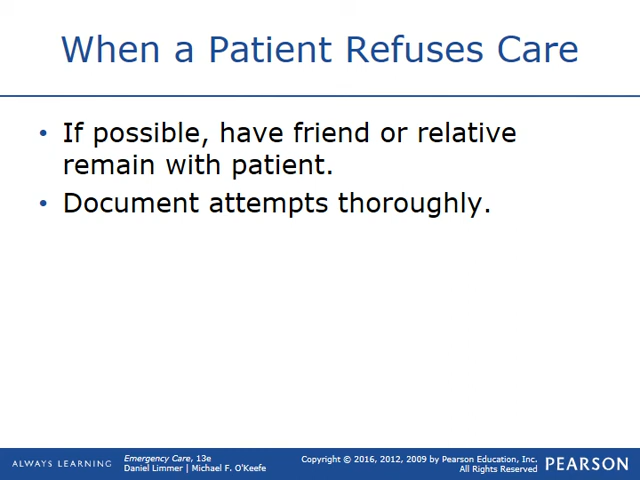 When a Patient Refuses Care
• If possible, have friend or relative
remain with patient.
• Document attempts thoroughly.
ALWAYS LEARNING
Emergency Care, 13e
Daniel Limmer | Michael F. O'Keefe
Copyright © 2016, 2012, 2009 by Pearson Education, Inc.
All Rights Reserved
PEARSON